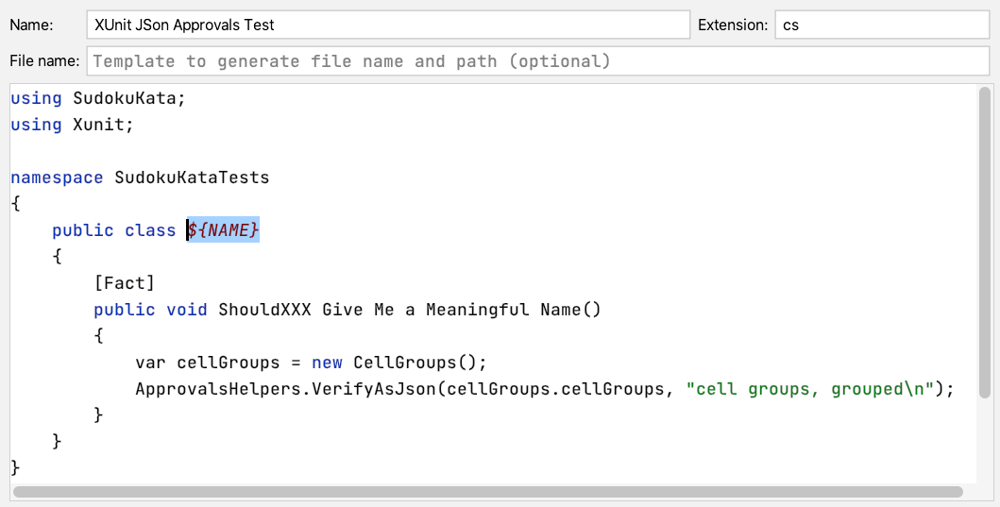 Name: XUnit JSon Approvals Test Extension: cs
File name: Template to generate file name and path (optional)
using SudokuKata;
using Xunit;
namespace SudokuKataTests
{
    public class ${NAME}
    {
        [Fact]
        public void ShouldXXX Give Me a Meaningful Name()
        {
            var cellGroups = new CellGroups();
            ApprovalsHelpers.VerifyAsJson(cellGroups.cellGroups, "cell groups, grouped\n");
        }
    }
}